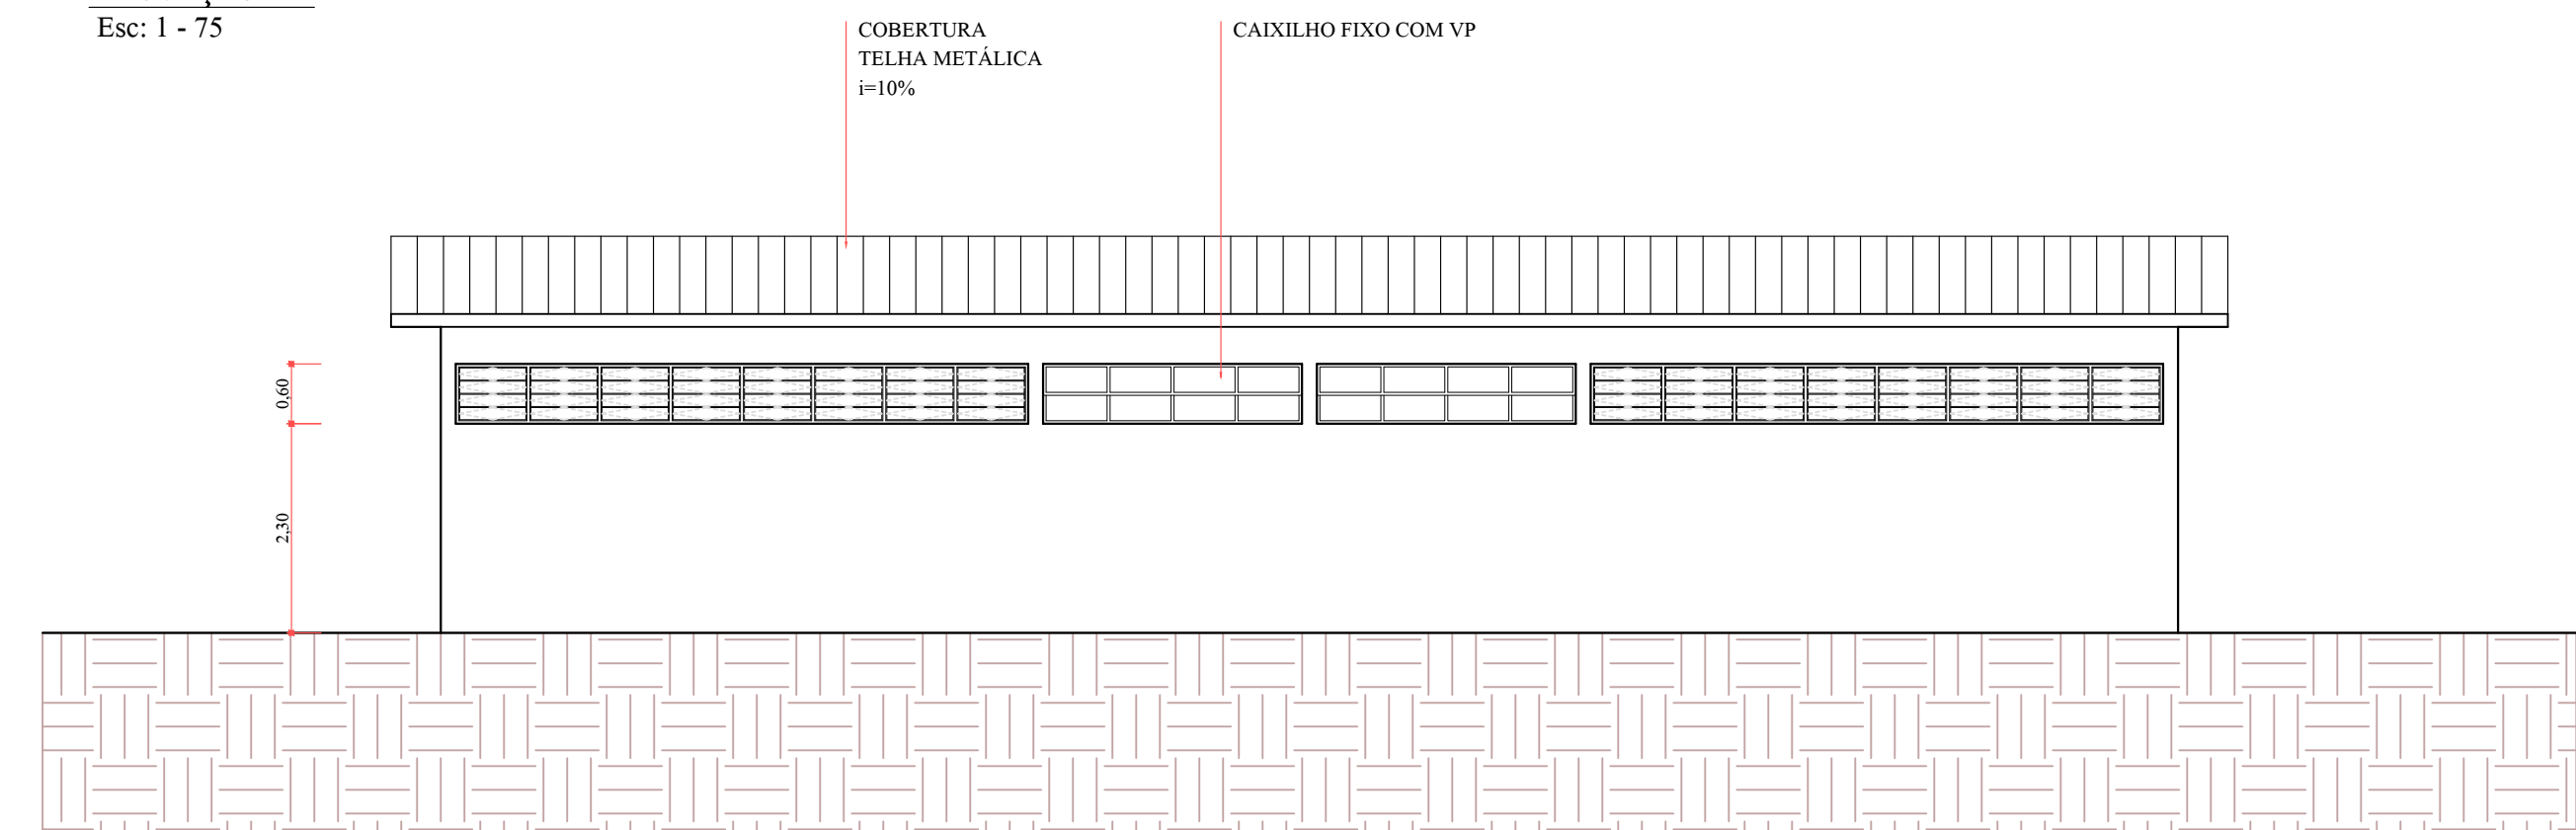 Esc: 1 - 75
COBERTURA
TELHA METÁLICA
i=10%
CAIXILHO FIXO COM VP
0,60
2,30